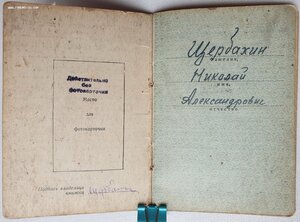 Действительно
без
фотокарточки
Место
для
фотокарточки
Подпись владельца
книжки
Щербахин
фамилия,
Николай
имя,
Александрович
отчество